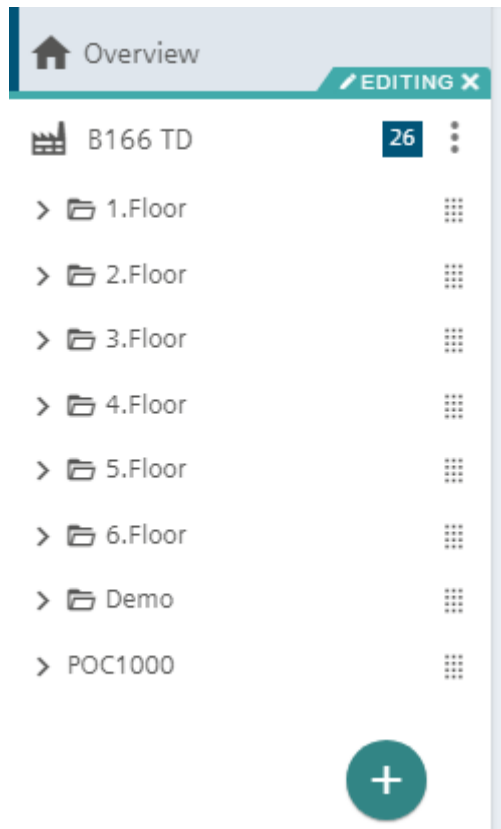 Overview
EDITING
B166 TD 26
1.Floor
2.Floor
3.Floor
4.Floor
5.Floor
6.Floor
Demo
POC1000